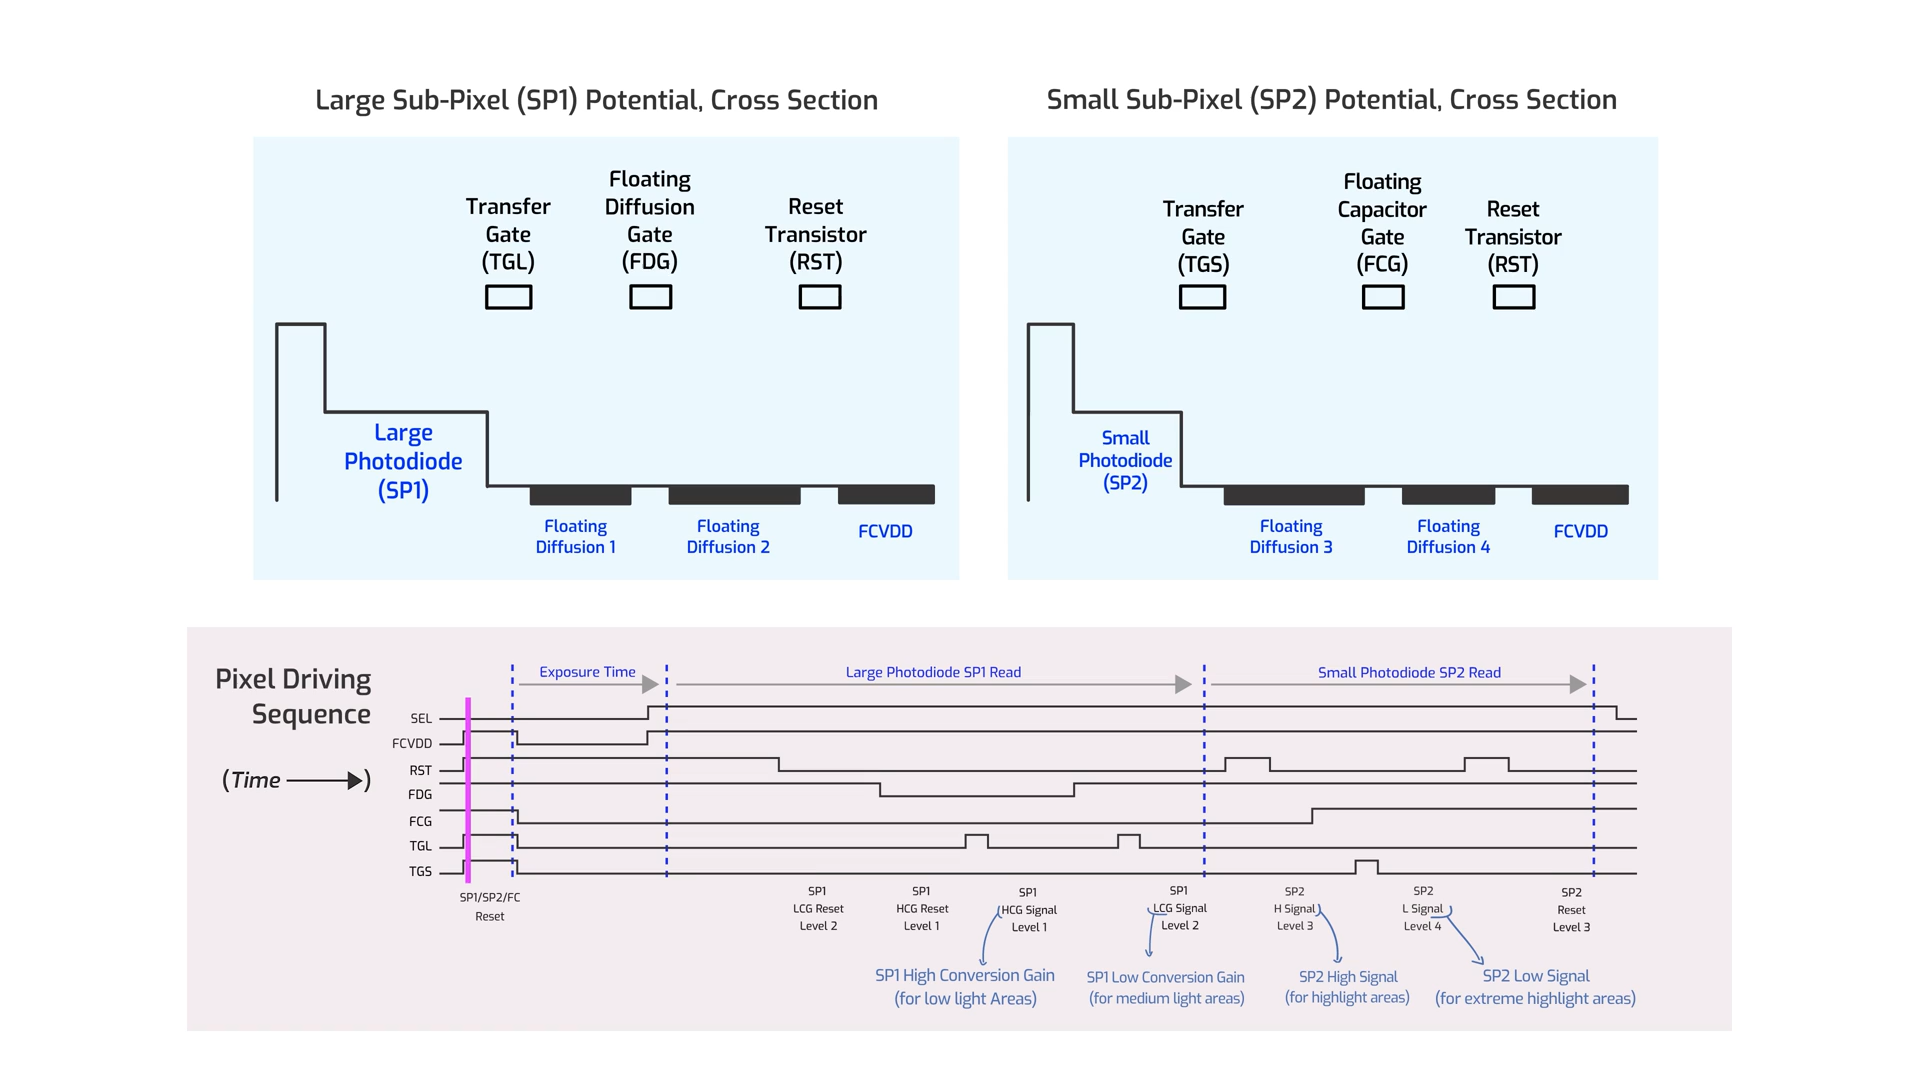 Large Sub-Pixel (SP1) Potential, Cross Section
Transfer
Gate
(TGL)
Floating
Diffusion
Gate
(FDG)
Reset
Transistor
(RST)
Large
Photodiode
(SP1)
Floating
Diffusion 1
Floating
Diffusion 2
FCVDD
Small Sub-Pixel (SP2) Potential, Cross Section
Transfer
Gate
(TGS)
Floating
Capacitor
Gate
(FCG)
Reset
Transistor
(RST)
Small
Photodiode
(SP2)
Floating
Diffusion 3
Floating
Diffusion 4
FCVDD
Pixel Driving
Sequence
(Time )
Exposure Time
Large Photodiode SP1 Read
Small Photodiode SP2 Read
SEL
FCVDD
RST
FDG
FCG
TGL
TGS
SP1/SP2/FC
Reset
SP1
LCG Reset
Level 2
SP1
HCG Reset
Level 1
SP1
HCG Signal
Level 1
SP1
LCG Signal
Level 2
SP2
H Signal
Level 3
SP2
L Signal
Level 4
SP2
Reset
Level 3
SP1 High Conversion Gain
(for low light Areas)
SP1 Low Conversion Gain
(for medium light areas)
SP2 High Signal
(for highlight areas)
SP2 Low Signal
(for extreme highlight areas)